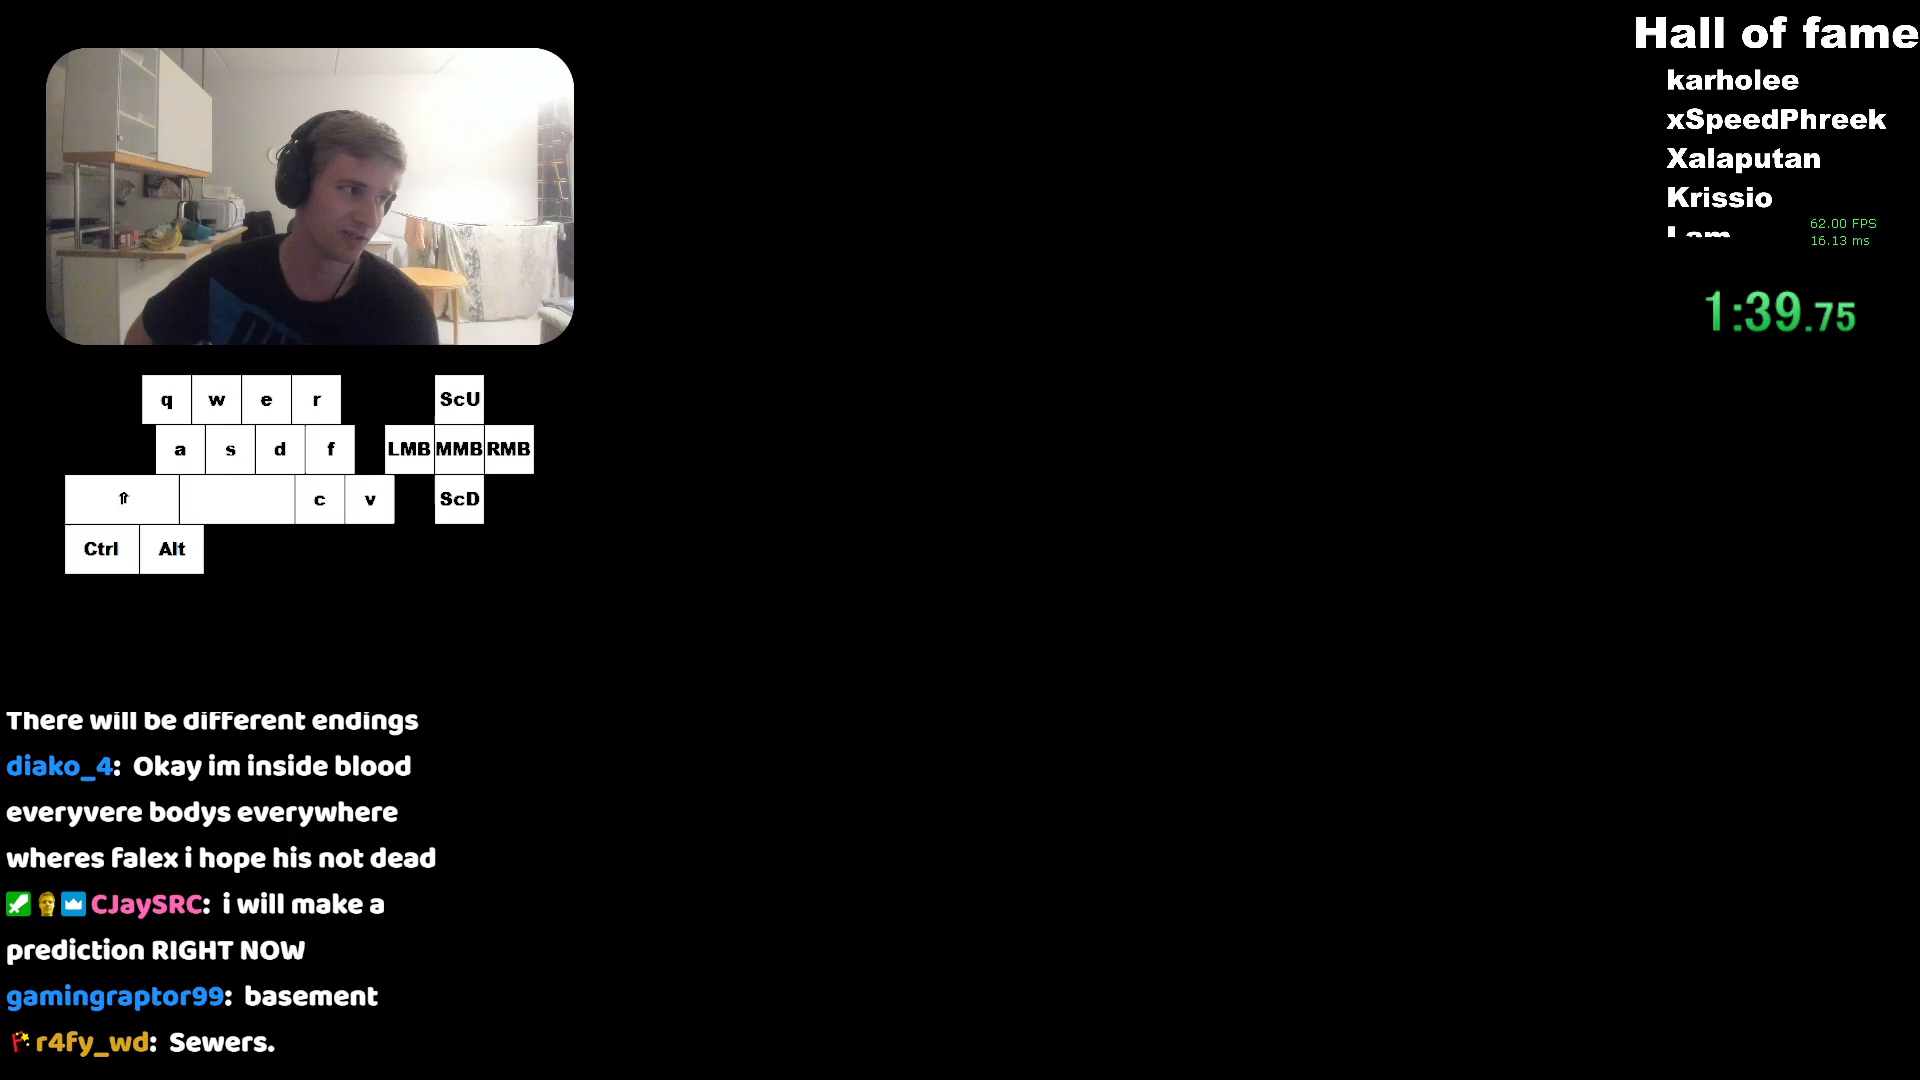 Hall of fame
karholee
xSpeedPhreek
Xalaputan
Krissio
62.00 FPS
16.13 ms
1:39.75
q w e r ScU
a s d f LMB MMB RMB
⇧ c v ScD
Ctrl Alt
There will be different endings
diako_4: Okay im inside blood
everyvere bodys everywhere
wheres falex i hope his not dead
CJaySRC: i will make a
prediction RIGHT NOW
gamingraptor99: basement
r4fy_wd: Sewers.